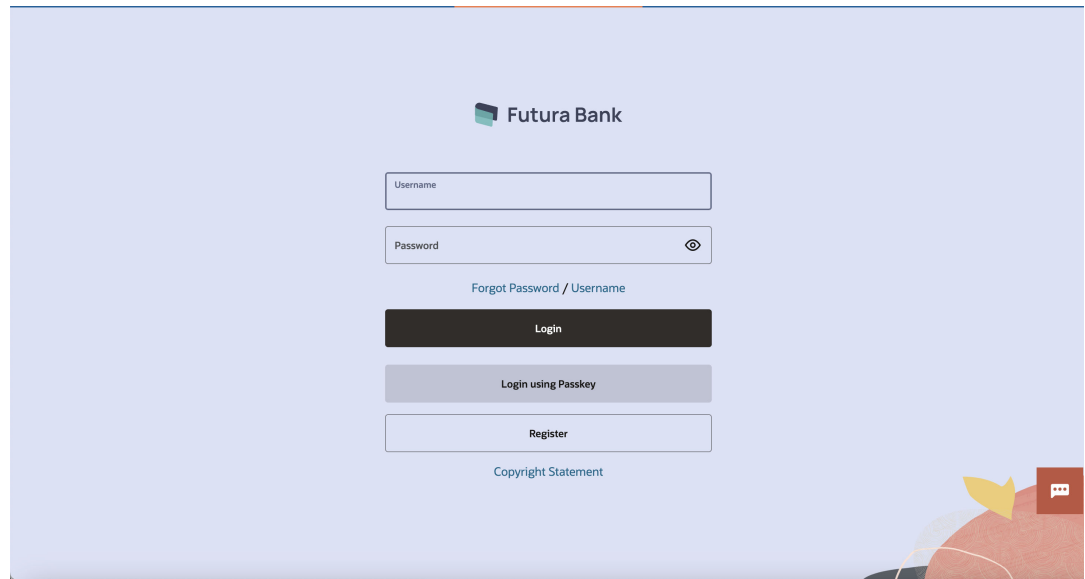 Futura Bank
Username
Password
Forgot Password / Username
Login
Login using Passkey
Register
Copyright Statement